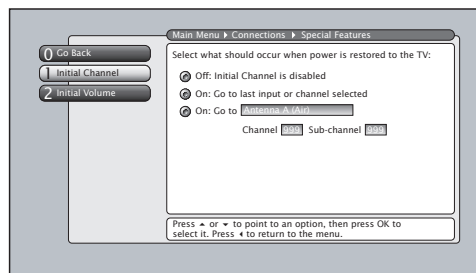 Main Menu ▸ Connections ▸ Special Features
0 Go Back
1 Initial Channel
2 Initial Volume
Select what should occur when power is restored to the TV:
Off: Initial Channel is disabled
On: Go to last input or channel selected
On: Go to Antenna A (Air)
Channel 999 Sub-channel 999
Press ▴ or ▾ to point to an option, then press OK to
select it. Press ◂ to return to the menu.